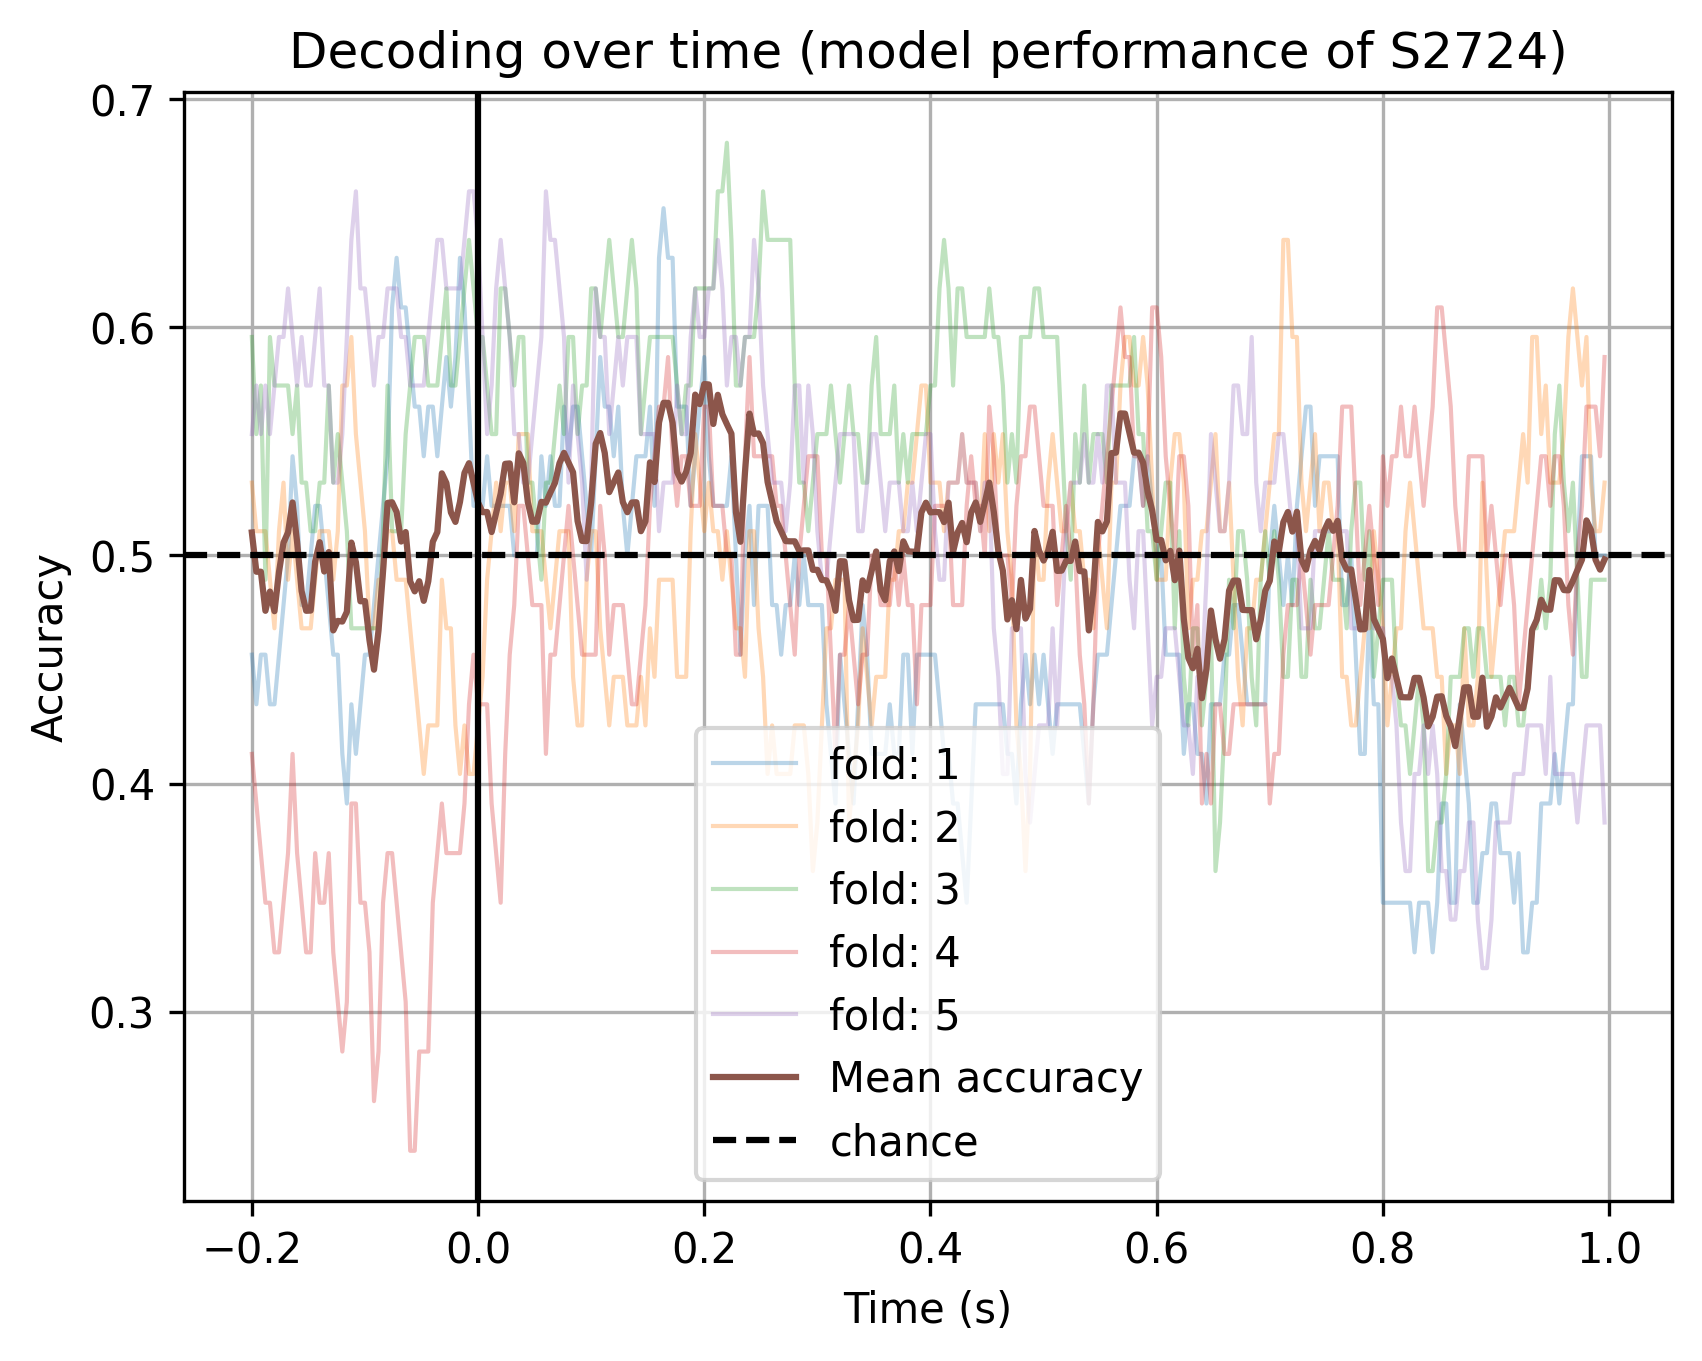 Decoding over time (model performance of S2724)
Accuracy
0.7
0.6
0.5
0.4
0.3
fold: 1
fold: 2
fold: 3
fold: 4
fold: 5
Mean accuracy
chance
−0.2 0.0 0.2 0.4 0.6 0.8 1.0
Time (s)